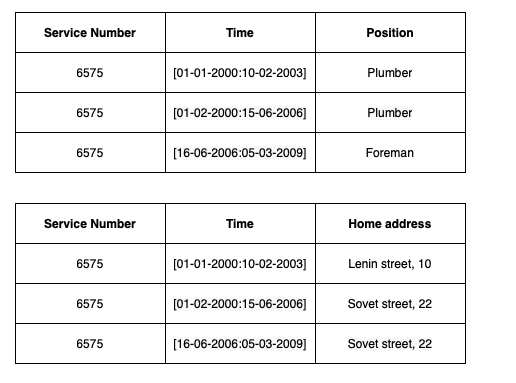 Service Number Time Position
6575 [01-01-2000:10-02-2003] Plumber
6575 [01-02-2000:15-06-2006] Plumber
6575 [16-06-2006:05-03-2009] Foreman
Service Number Time Home address
6575 [01-01-2000:10-02-2003] Lenin street, 10
6575 [01-02-2000:15-06-2006] Sovet street, 22
6575 [16-06-2006:05-03-2009] Sovet street, 22